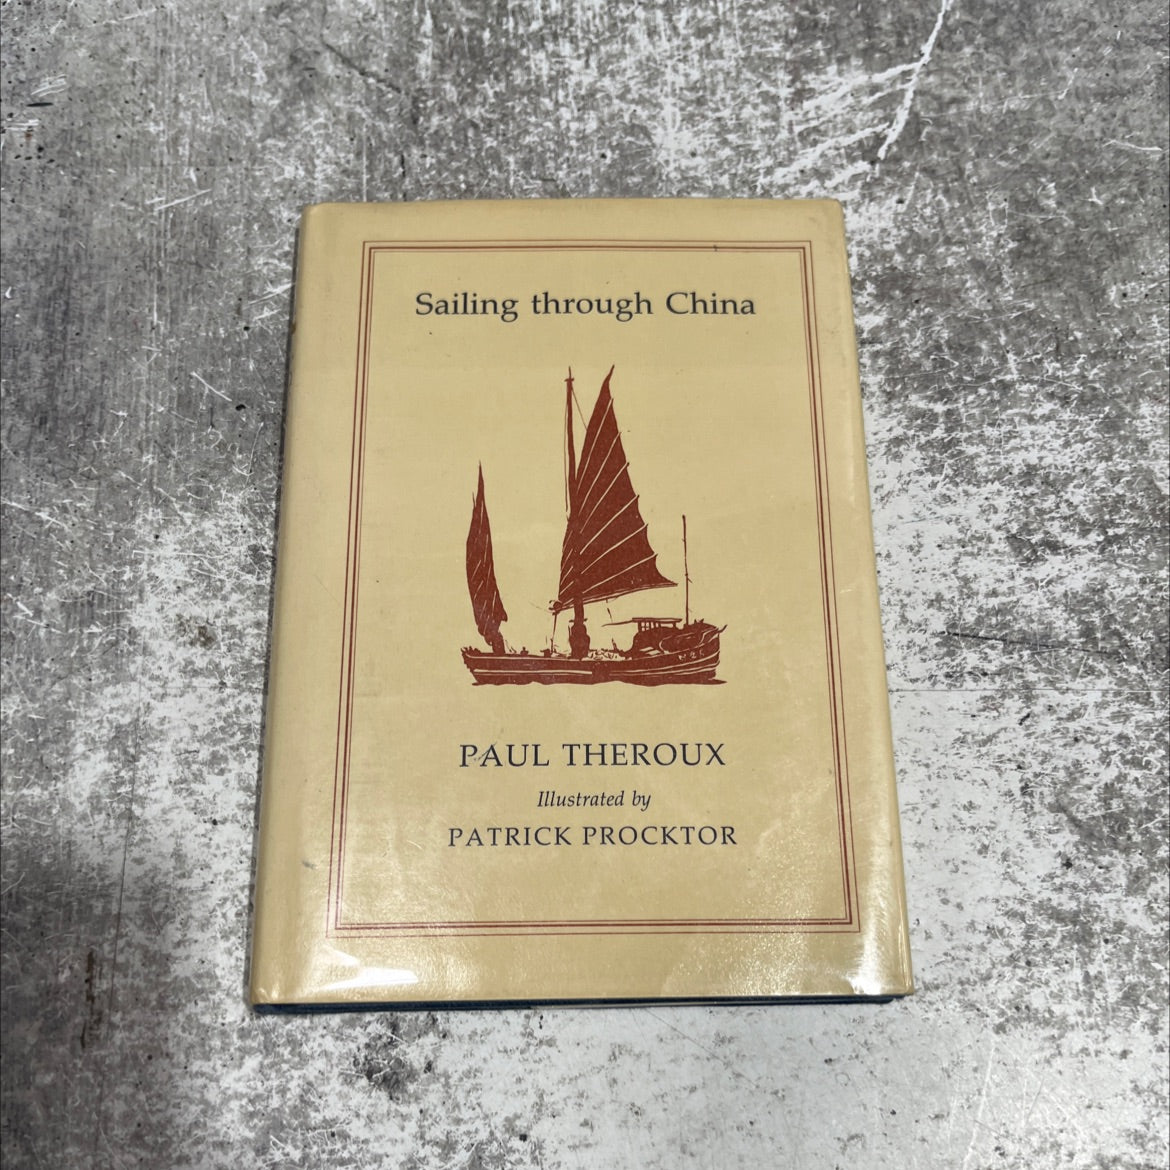 Sailing through China
PAUL THEROUX
Illustrated by
PATRICK PROCKTOR